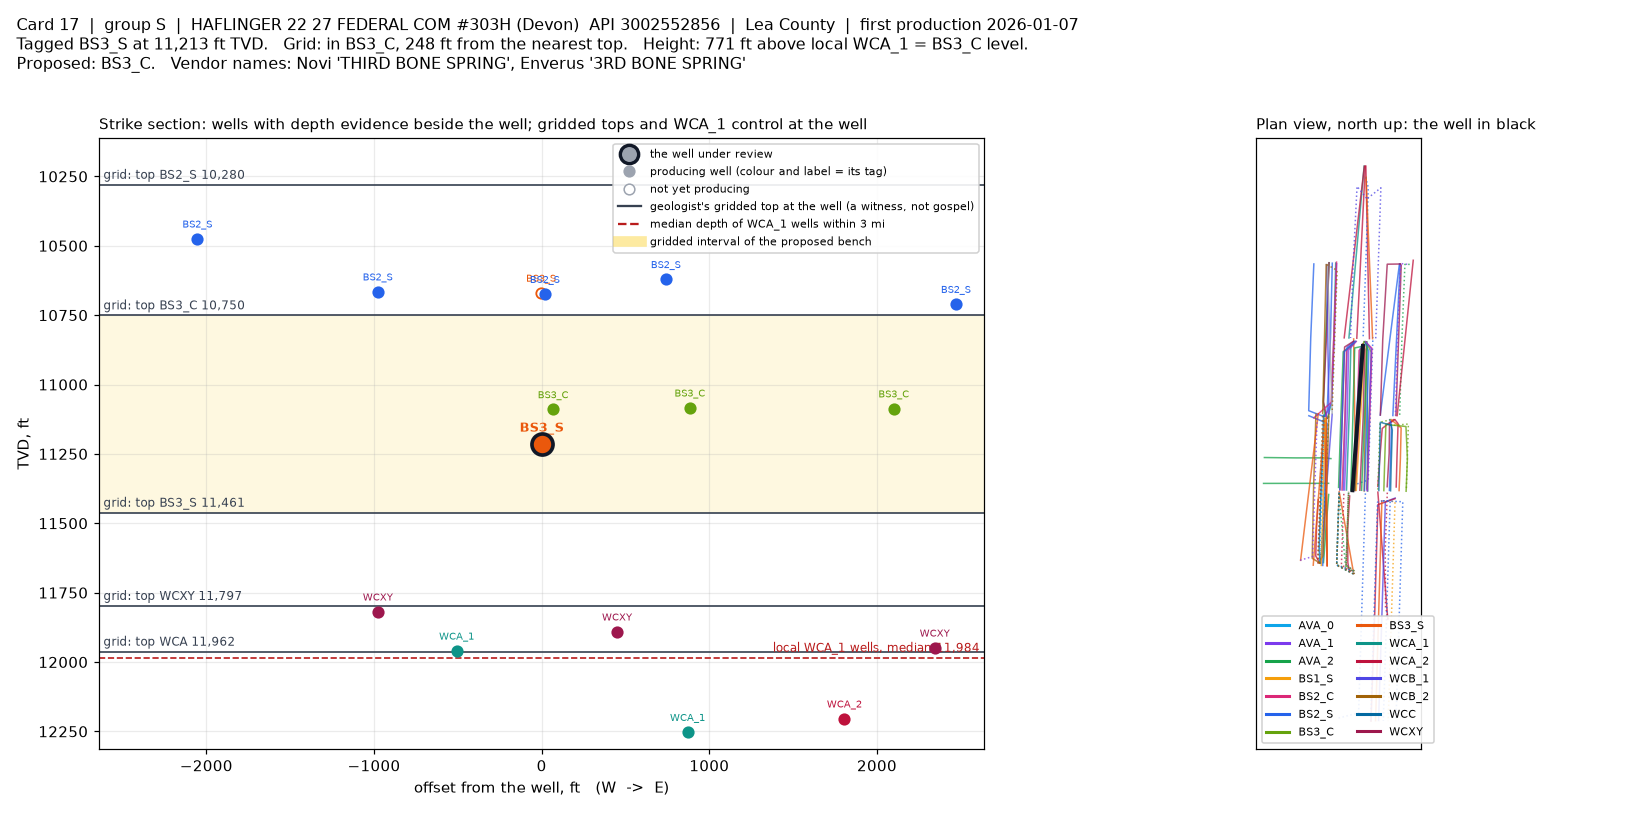 Card 17 | group S | HAFLINGER 22 27 FEDERAL COM #303H (Devon) API 3002552856 | Lea County | first production 2026-01-07
Tagged BS3_S at 11,213 ft TVD. Grid: in BS3_C, 248 ft from the nearest top. Height: 771 ft above local WCA_1 = BS3_C level.
Proposed: BS3_C. Vendor names: Novi 'THIRD BONE SPRING', Enverus '3RD BONE SPRING'
Strike section: wells with depth evidence beside the well; gridded tops and WCA_1 control at the well
the well under review
producing well (colour and label = its tag)
not yet producing
geologist's gridded top at the well (a witness, not gospel)
median depth of WCA_1 wells within 3 mi
gridded interval of the proposed bench
TVD, ft
10250
10500
10750
11000
11250
11500
11750
12000
12250
grid: top BS2_S 10,280
BS2_S
BS2_S
BS3_S
BS2_S
BS2_S
BS2_S
grid: top BS3_C 10,750
BS3_C
BS3_C
BS3_C
BS3_S
grid: top BS3_S 11,461
WCXY
grid: top WCXY 11,797
WCXY
WCXY
WCA_1
grid: top WCA 11,962
local WCA_1 wells, median 11,984
WCA_2
WCA_1
−2000
−1000
0
1000
2000
offset from the well, ft (W -> E)
Plan view, north up: the well in black
AVA_0
AVA_1
AVA_2
BS1_S
BS2_C
BS2_S
BS3_C
BS3_S
WCA_1
WCA_2
WCB_1
WCB_2
WCC
WCXY